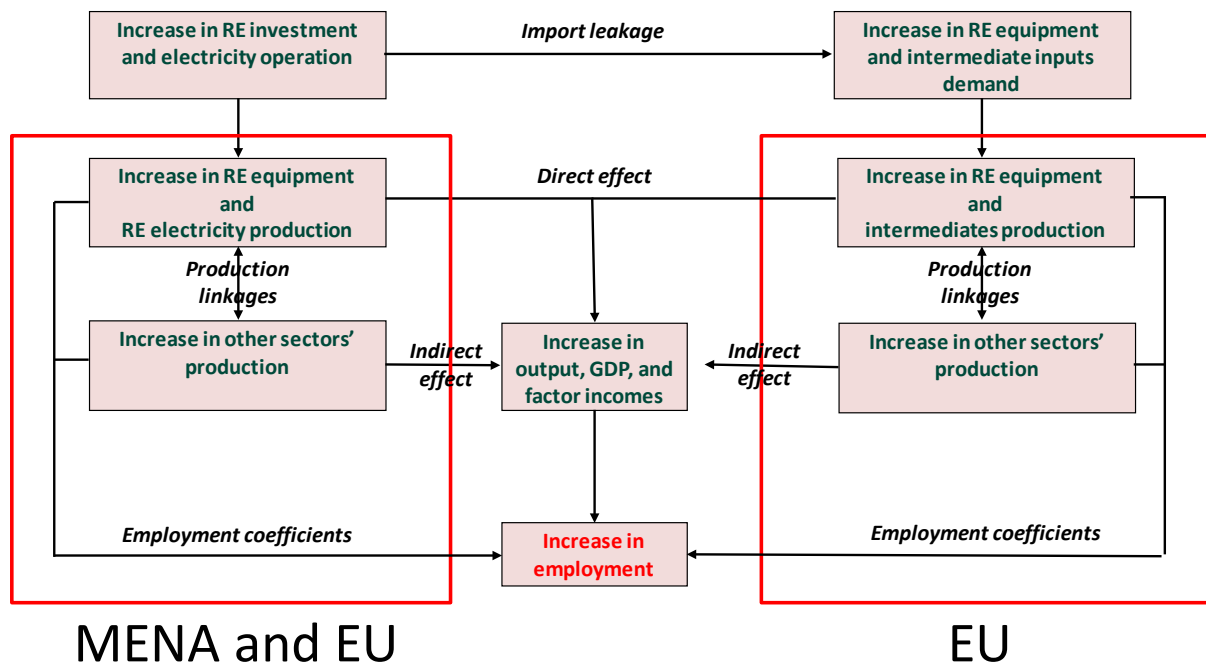 Increase in RE investment
and electricity operation
Import leakage
Increase in RE equipment
and intermediate inputs
demand
Increase in RE equipment
and
RE electricity production
Direct effect
Increase in RE equipment
and
intermediates production
Production
linkages
Production
linkages
Increase in other sectors’
production
Indirect
effect
Increase in
output, GDP, and
factor incomes
Indirect
effect
Increase in other sectors’
production
Employment coefficients
Increase in
employment
Employment coefficients
MENA and EU
EU